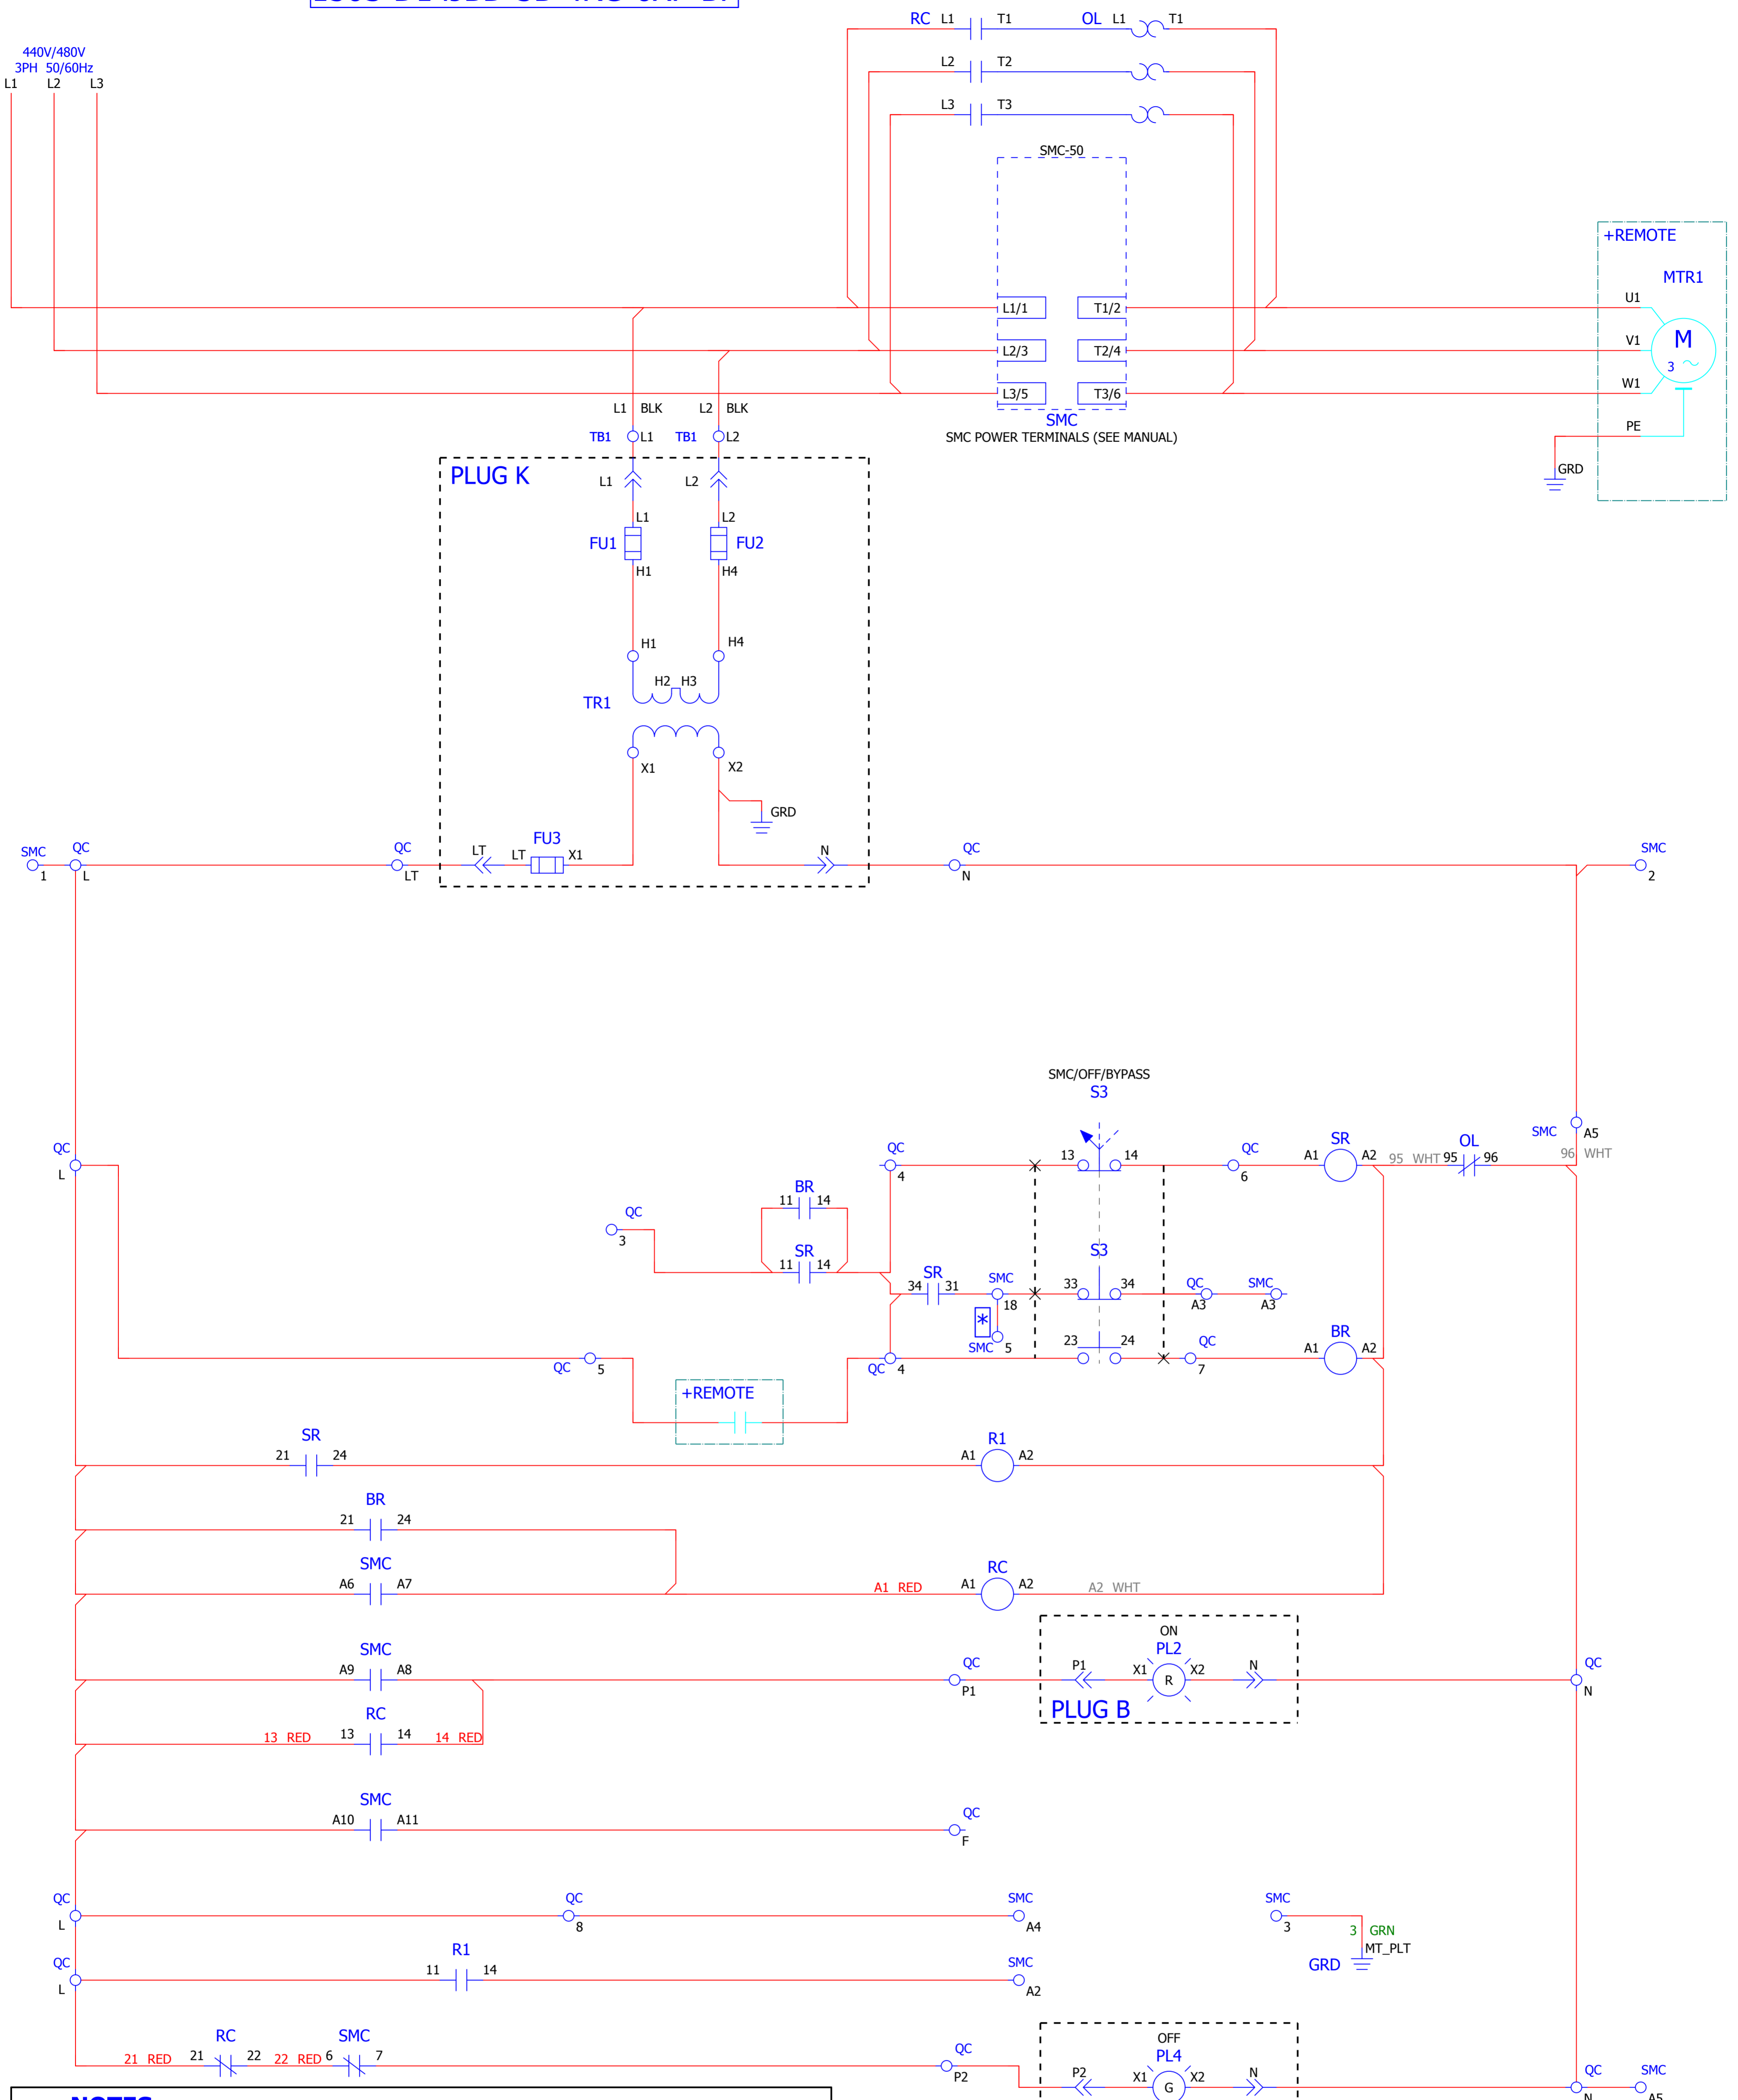 RC L1 T1 OL L1 T1
440V/480V
3PH 50/60Hz
L1 L2 L3
L2 T2
L3 T3
SMC-50
+REMOTE
MTR1
L1/1 T1/2 U1
L2/3 T2/4 V1 M
3
L3/5 T3/6 W1
L1 BLK L2 BLK
SMC
SMC POWER TERMINALS (SEE MANUAL)
PE
TB1 L1 TB1 L2
GRD
PLUG K
L1 L2
L1 L2
FU1 FU2
H1 H4
H1 H4
H2 H3
TR1
X1 X2
GRD
SMC QC QC LT LT FU3 X1 N QC SMC
1 L LT N 2
SMC/OFF/BYPASS
S3
SMC A5
QC QC 13 14 QC A1 SR A2 95 WHT 95 OL 96 96 WHT
L 4 6
BR
11 14
QC
3
SR
11 14
S3
SR
34 31 SMC 33 34 QC SMC
18 A3 A3
*
SMC 5 23 24 QC A1 BR A2
QC 5 QC 4 7
+REMOTE
SR R1
21 24 A1 A2
BR
21 24
SMC RC
A6 A7 A1 RED A1 A2 A2 WHT
ON
SMC QC PL2 QC
A9 A8 P1 P1 X1 R X2 N N
PLUG B
RC
13 RED 13 14 14 RED
SMC
A10 A11 QC
F
QC QC SMC SMC
L 8 A4 3
3 GRN
MT_PLT
GRD
QC R1 SMC
L 11 14 A2
OFF
RC SMC QC PL4
21 RED 21 22 22 RED 6 7 P2 P2 X1 G X2 N QC SMC
N A5